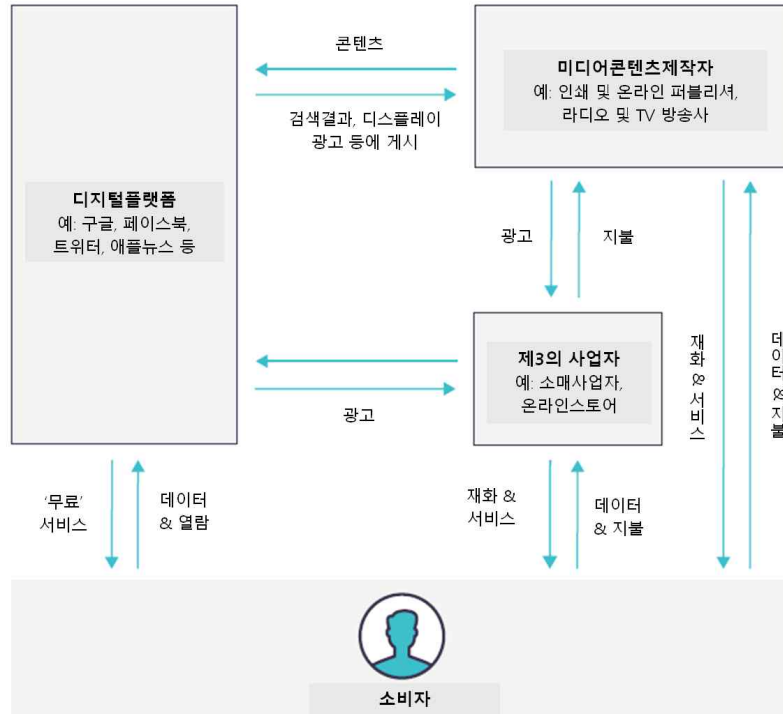 콘텐츠
검색결과, 디스플레이
광고 등에 게시
미디어콘텐츠제작자
예: 인쇄 및 온라인 퍼블리셔,
라디오 및 TV 방송사
디지털플랫폼
예: 구글, 페이스북,
트위터, 애플뉴스 등
광고
지불
제3의 사업자
예: 소매사업자,
온라인스토어
광고
재화 & 서비스
데이터 & 지불
'무료'
서비스
데이터
& 열람
재화 &
서비스
데이터
& 지불
소비자